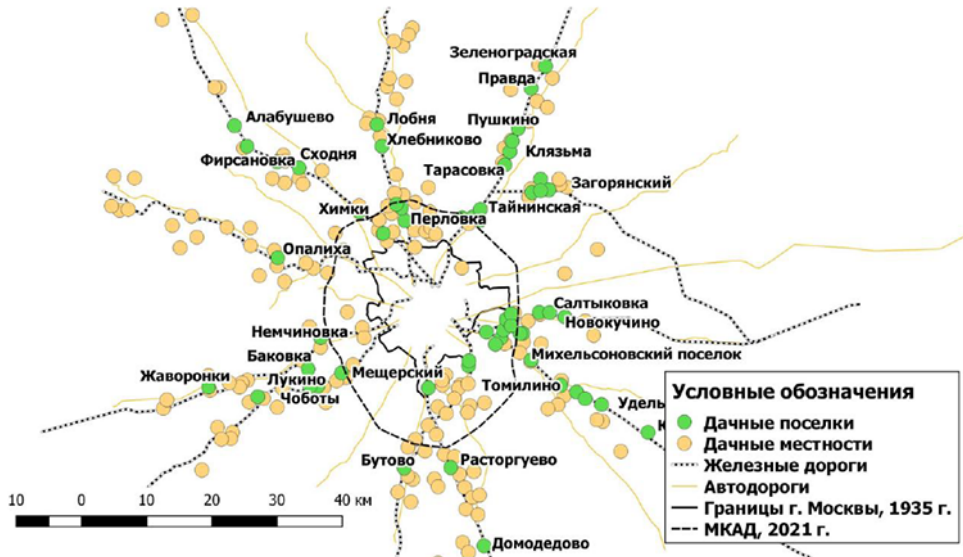 Зеленоградская
Правда
Алабушево
Лобня
Пушкино
Хлебниково
Клязьма
Фирсановка
Сходня
Тарасовка
Загорянский
Химки
Тайнинская
Перловка
Опалиха
Салтыковка
Новокучино
Немчиновка
Баковка
Михельсоновский поселок
Жаворонки
Лукино
Мещерский
Томилино
Чоботы
Удель
К
Бутово
Расторгуево
Домодедово
10 0 10 20 30 40 км
Условные обозначения
Дачные поселки
Дачные местности
Железные дороги
Автодороги
Границы г. Москвы, 1935 г.
МКАД, 2021 г.